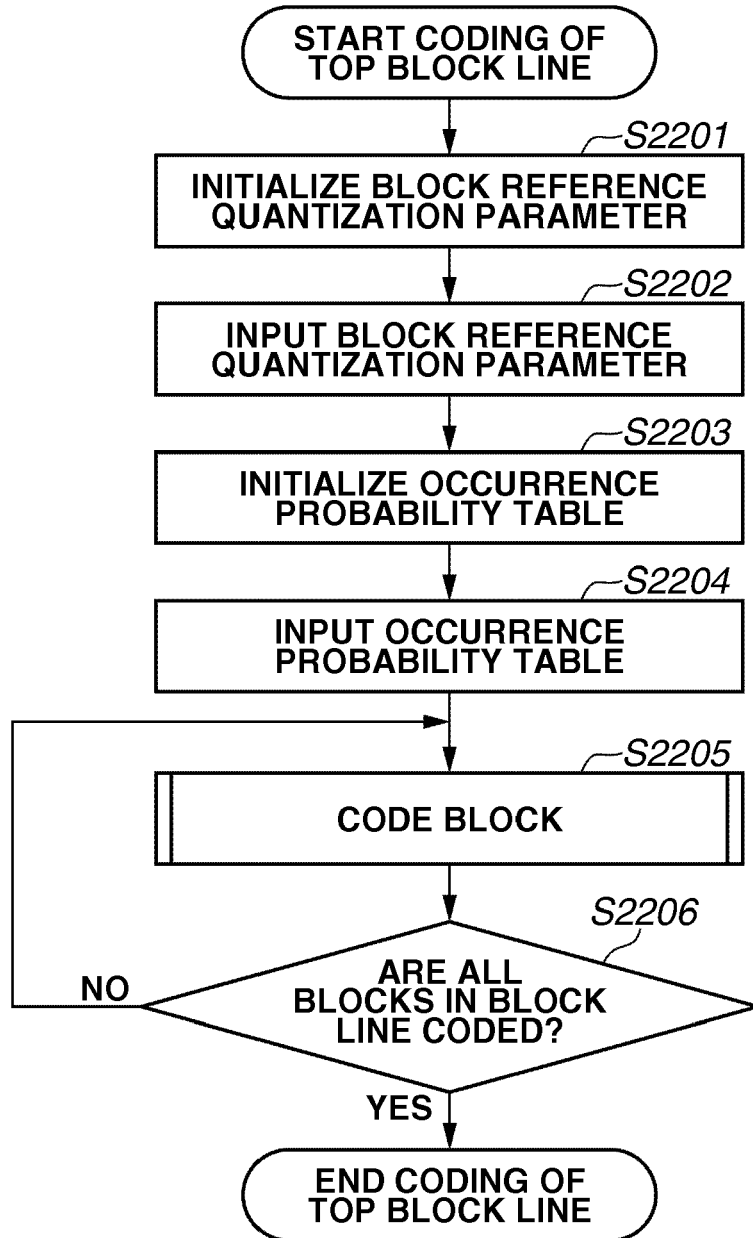 START CODING OF
TOP BLOCK LINE
S2201
INITIALIZE BLOCK REFERENCE
QUANTIZATION PARAMETER
S2202
INPUT BLOCK REFERENCE
QUANTIZATION PARAMETER
S2203
INITIALIZE OCCURRENCE
PROBABILITY TABLE
S2204
INPUT OCCURRENCE
PROBABILITY TABLE
S2205
CODE BLOCK
S2206
ARE ALL
BLOCKS IN BLOCK
LINE CODED?
NO
YES
END CODING OF
TOP BLOCK LINE